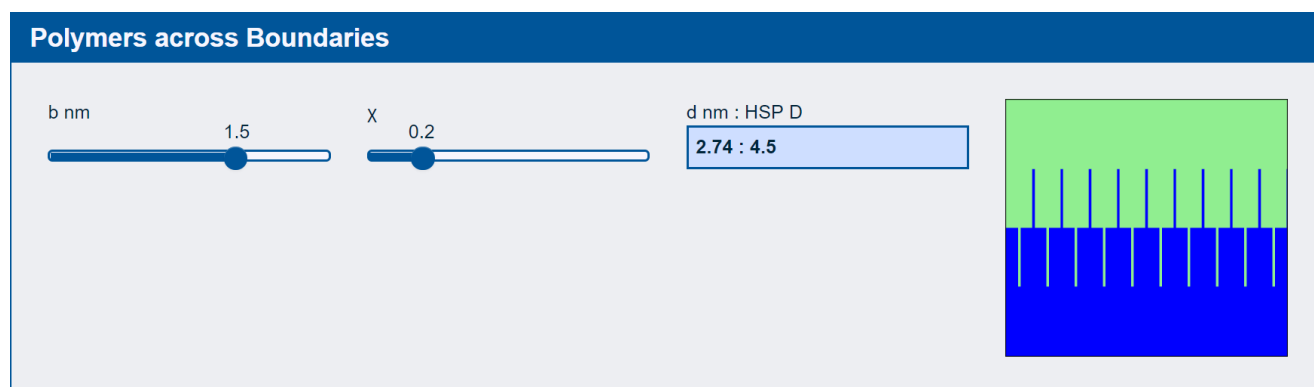 Polymers across Boundaries
b nm
1.5
χ
0.2
d nm : HSP D
2.74 : 4.5